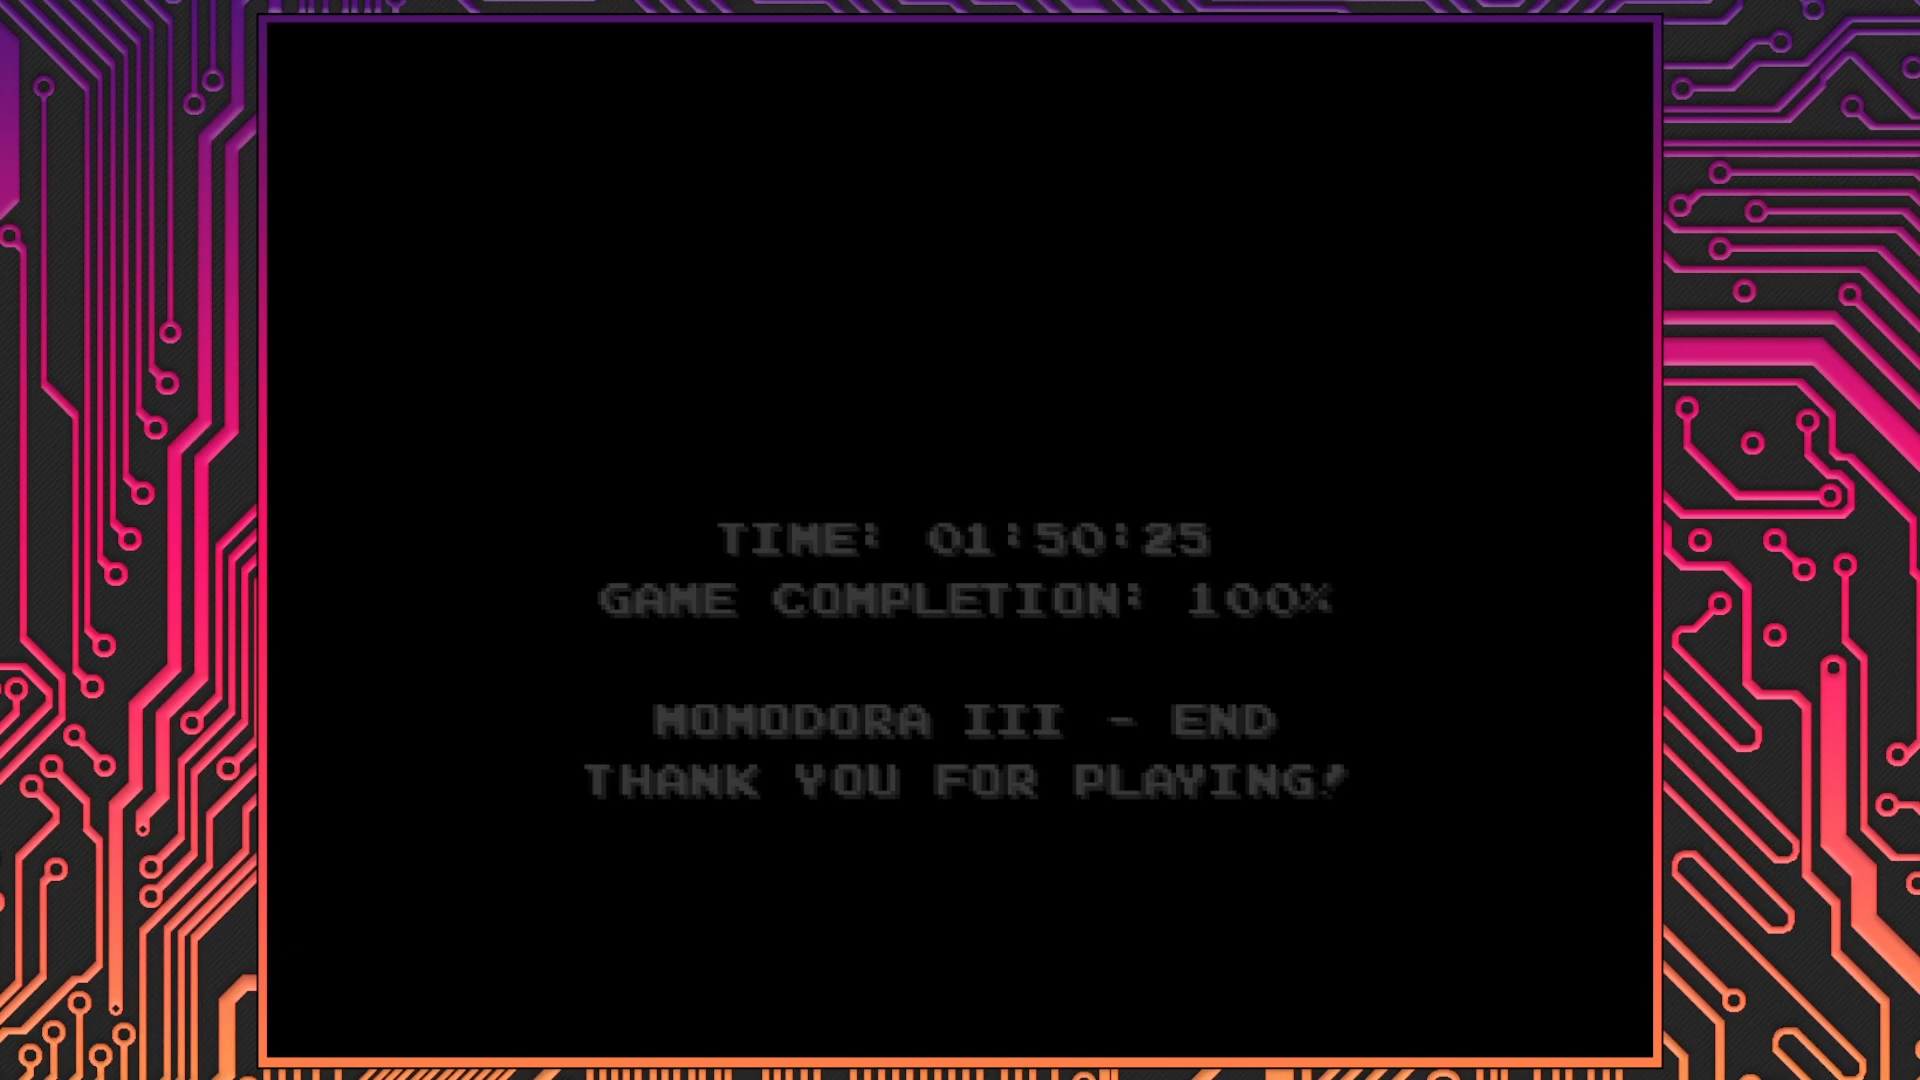 TIME: 01:50:25
GAME COMPLETION: 100%
MOMODORA III - END
THANK YOU FOR PLAYING!